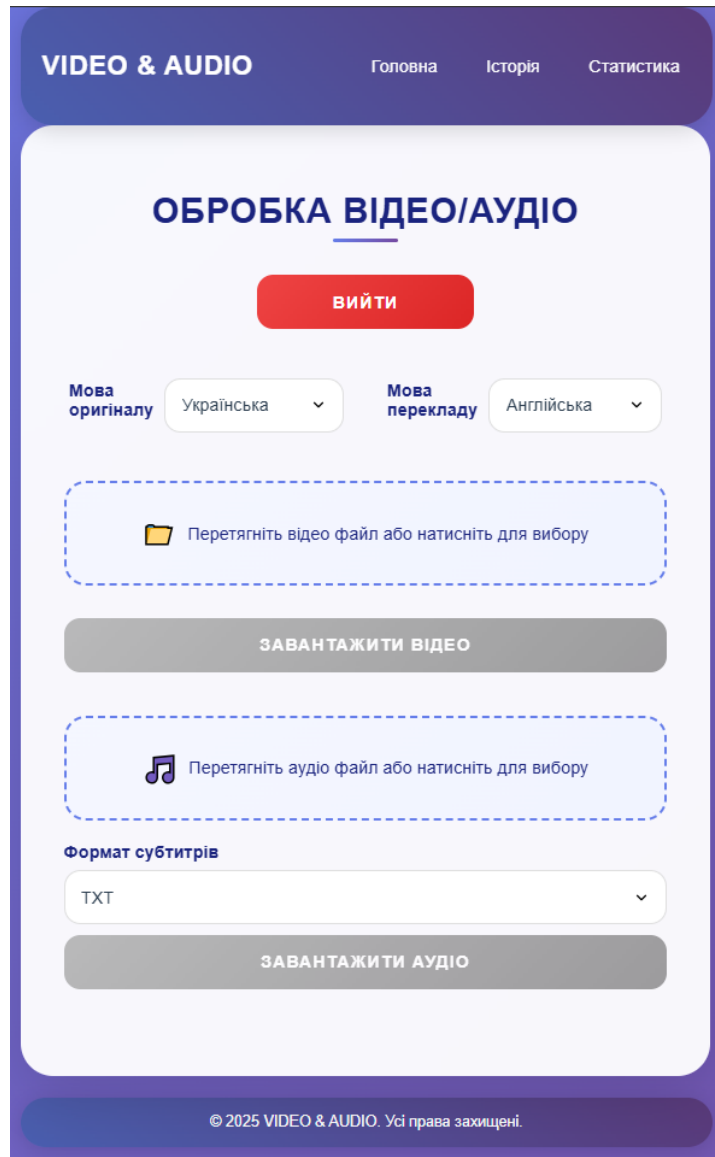 VIDEO & AUDIO
Головна
Історія
Статистика
ОБРОБКА ВІДЕО/АУДІО
ВИЙТИ
Мова
оригіналу
Українська
Мова
перекладу
Англійська
Перетягніть відео файл або натисніть для вибору
ЗАВАНТАЖИТИ ВІДЕО
Перетягніть аудіо файл або натисніть для вибору
Формат субтитрів
TXT
ЗАВАНТАЖИТИ АУДІО
© 2025 VIDEO & AUDIO. Усі права захищені.